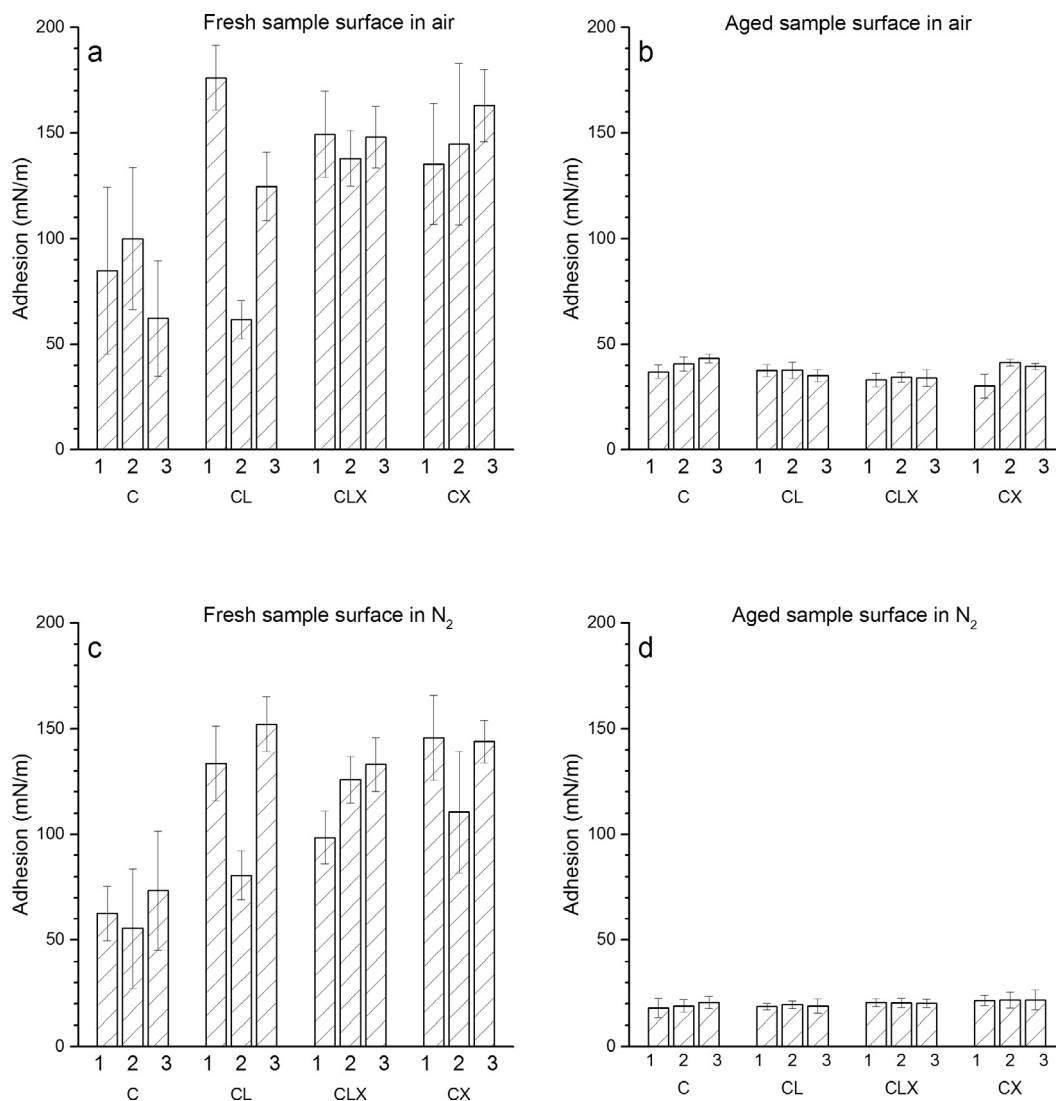 Fresh sample surface in air
a
Adhesion (mN/m)
200
150
100
50
0
1 2 3 1 2 3 1 2 3 1 2 3
C CL CLX CX
Aged sample surface in air
b
Adhesion (mN/m)
200
150
100
50
0
1 2 3 1 2 3 1 2 3 1 2 3
C CL CLX CX
Fresh sample surface in N₂
c
Adhesion (mN/m)
200
150
100
50
0
1 2 3 1 2 3 1 2 3 1 2 3
C CL CLX CX
Aged sample surface in N₂
d
Adhesion (mN/m)
200
150
100
50
0
1 2 3 1 2 3 1 2 3 1 2 3
C CL CLX CX